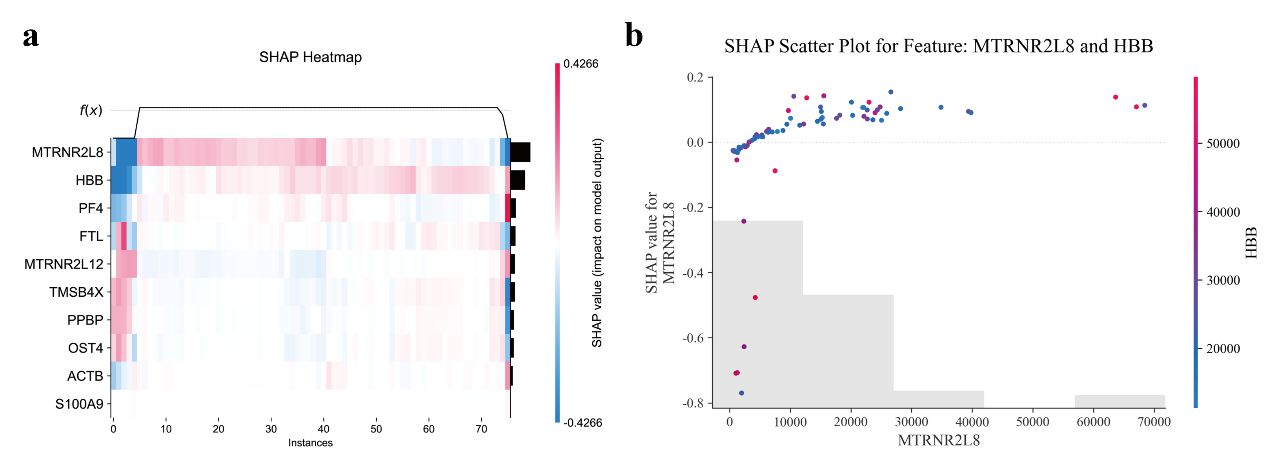 a
SHAP Heatmap
f(x)
MTRNR2L8
HBB
PF4
FTL
MTRNR2L12
TMSB4X
PPBP
OST4
ACTB
S100A9
0 10 20 30 40 50 60 70
Instances
0.4266
SHAP value (impact on model output)
-0.4266
b
SHAP Scatter Plot for Feature: MTRNR2L8 and HBB
0.2
0.0
-0.2
-0.4
-0.6
-0.8
SHAP value for
MTRNR2L8
0 10000 20000 30000 40000 50000 60000 70000
MTRNR2L8
50000
40000
30000
20000
HBB